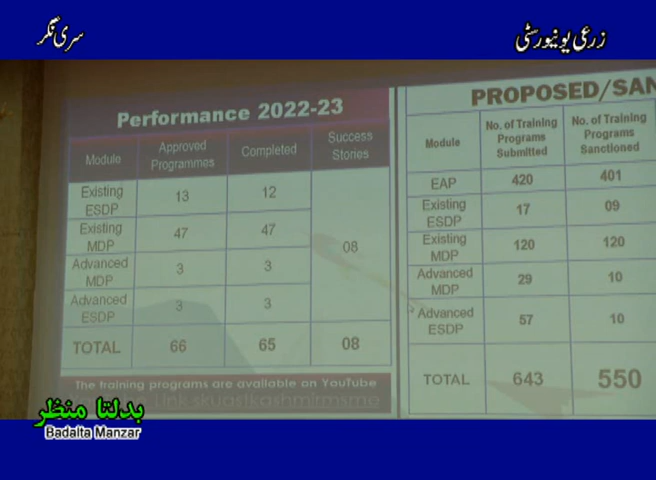 سری نگر
زرعی یونیورسٹی
Performance 2022-23
Module Approved Programmes Completed Success Stories
Existing ESDP 13 12
Existing MDP 47 47
08
Advanced MDP 3 3
Advanced ESDP 3 3
TOTAL 66 65 08
The training programs are available on YouTube
Link skuastkashmirmsme
PROPOSED/SAN
Module No. of Training Programs Submitted No. of Training Programs Sanctioned
EAP 420 401
Existing ESDP 17 09
Existing MDP 120 120
Advanced MDP 29 10
Advanced ESDP 57 10
TOTAL 643 550
بدلتا منظر
Badalta Manzar